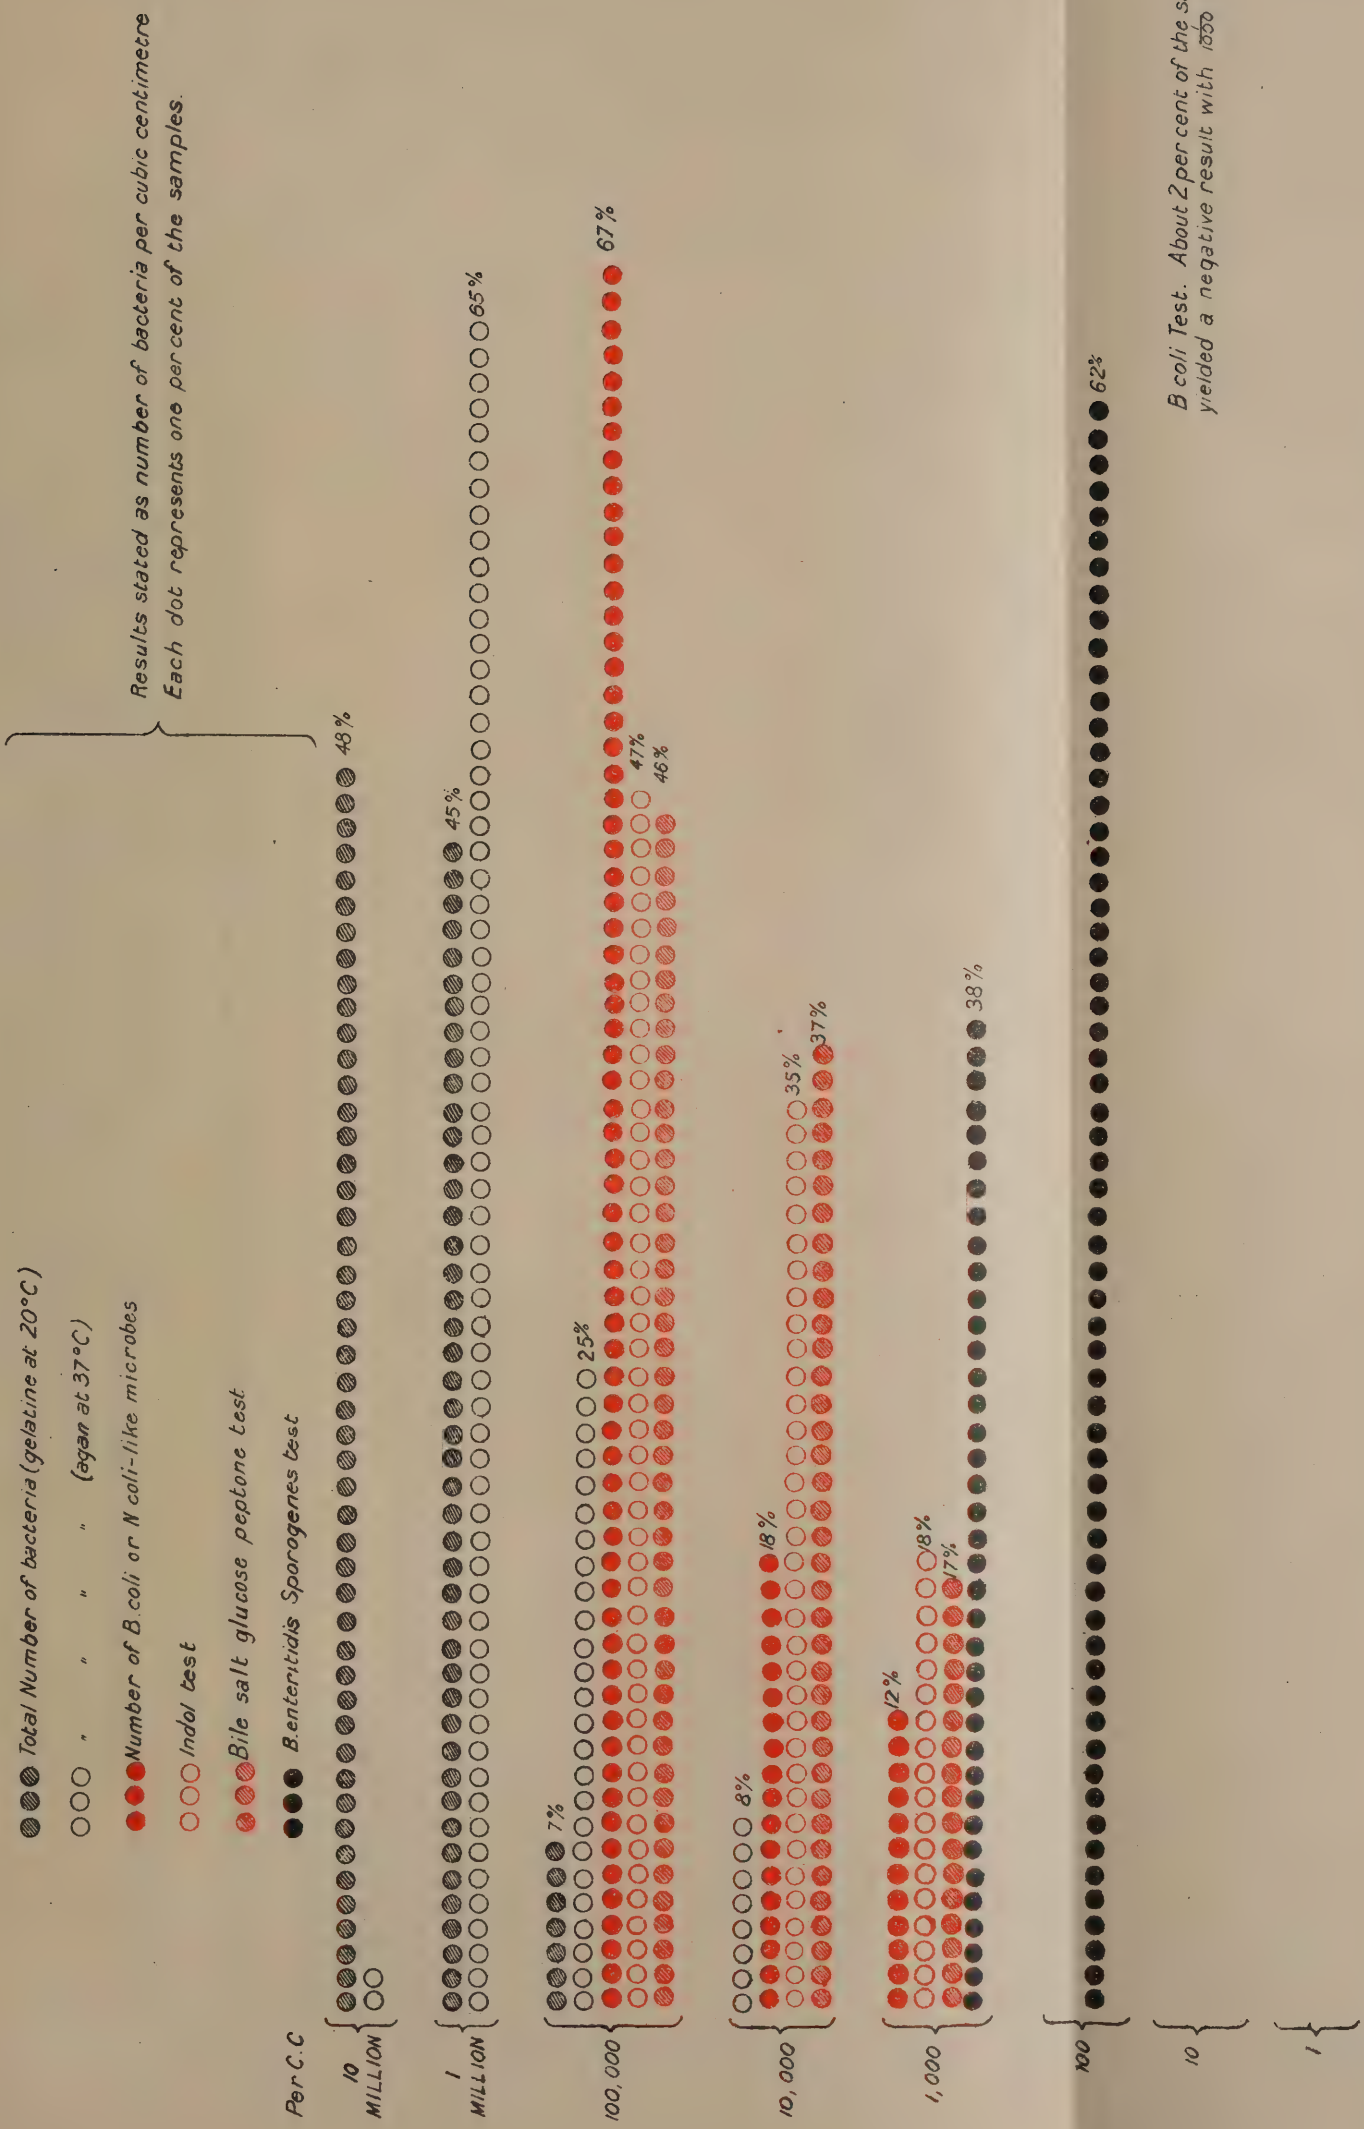 Total Number of bacteria (gelatine at 20°C)
" " " " (agan at 37°C)
Number of B.coli or N coli-like microbes
Indol test
Bile salt glucose peptone test
B.enteritidis Sporogenes test
Results stated as number of bacteria per cubic centimetre
Each dot represents one per cent of the samples.
Per C.C
10
MILLION
48%
1
MILLION
45%
65%
100,000
7%
25%
67%
47%
46%
10,000
8%
18%
35%
37%
1,000
12%
18%
17%
38%
100
62%
10
1
B coli Test. About 2 per cent of the
yielded a negative result with